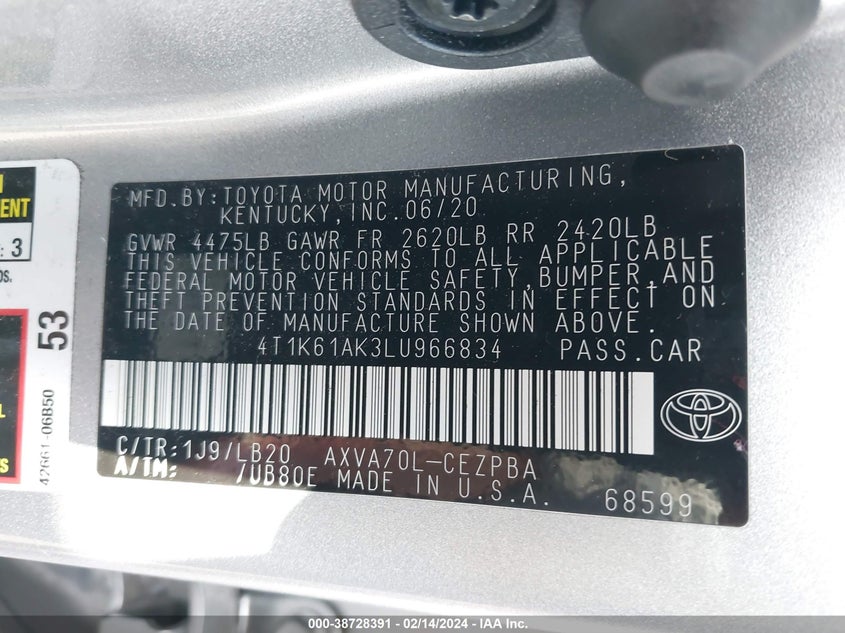 MFD.BY:TOYOTA MOTOR MANUFACTURING,
KENTUCKY,INC.06/20
GVWR 4475LB GAWR FR 2620LB RR 2420LB
THIS VEHICLE CONFORMS TO ALL APPLICABLE
FEDERAL MOTOR VEHICLE SAFETY,BUMPER,AND
THEFT PREVENTION STANDARDS IN EFFECT ON
THE DATE OF MANUFACTURE SHOWN ABOVE.
4T1K61AK3LU966834 PASS.CAR
C/TR:1J9/LB20 AXVA70L-CEZPBA
A/TM: /UB80E MADE IN U.S.A.
68599
ENT
: 3
53
42661-06B50
000-38728391 - 02/14/2024 - IAA Inc.